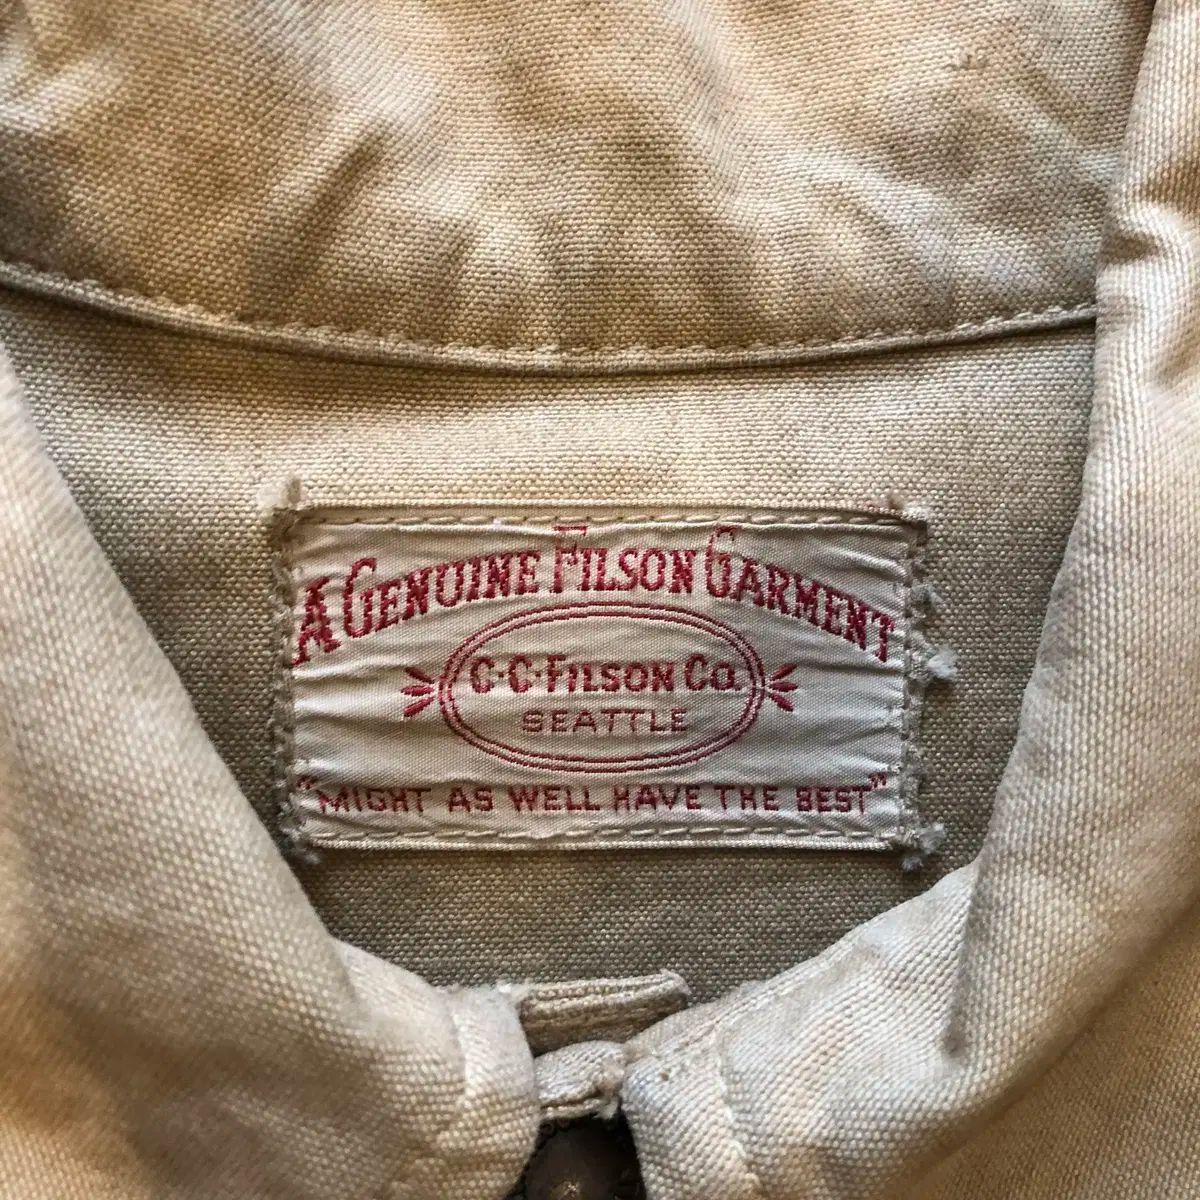 A GENUINE FILSON GARMENT
C·C·FILSON CO.
SEATTLE
"MIGHT AS WELL HAVE THE BEST"